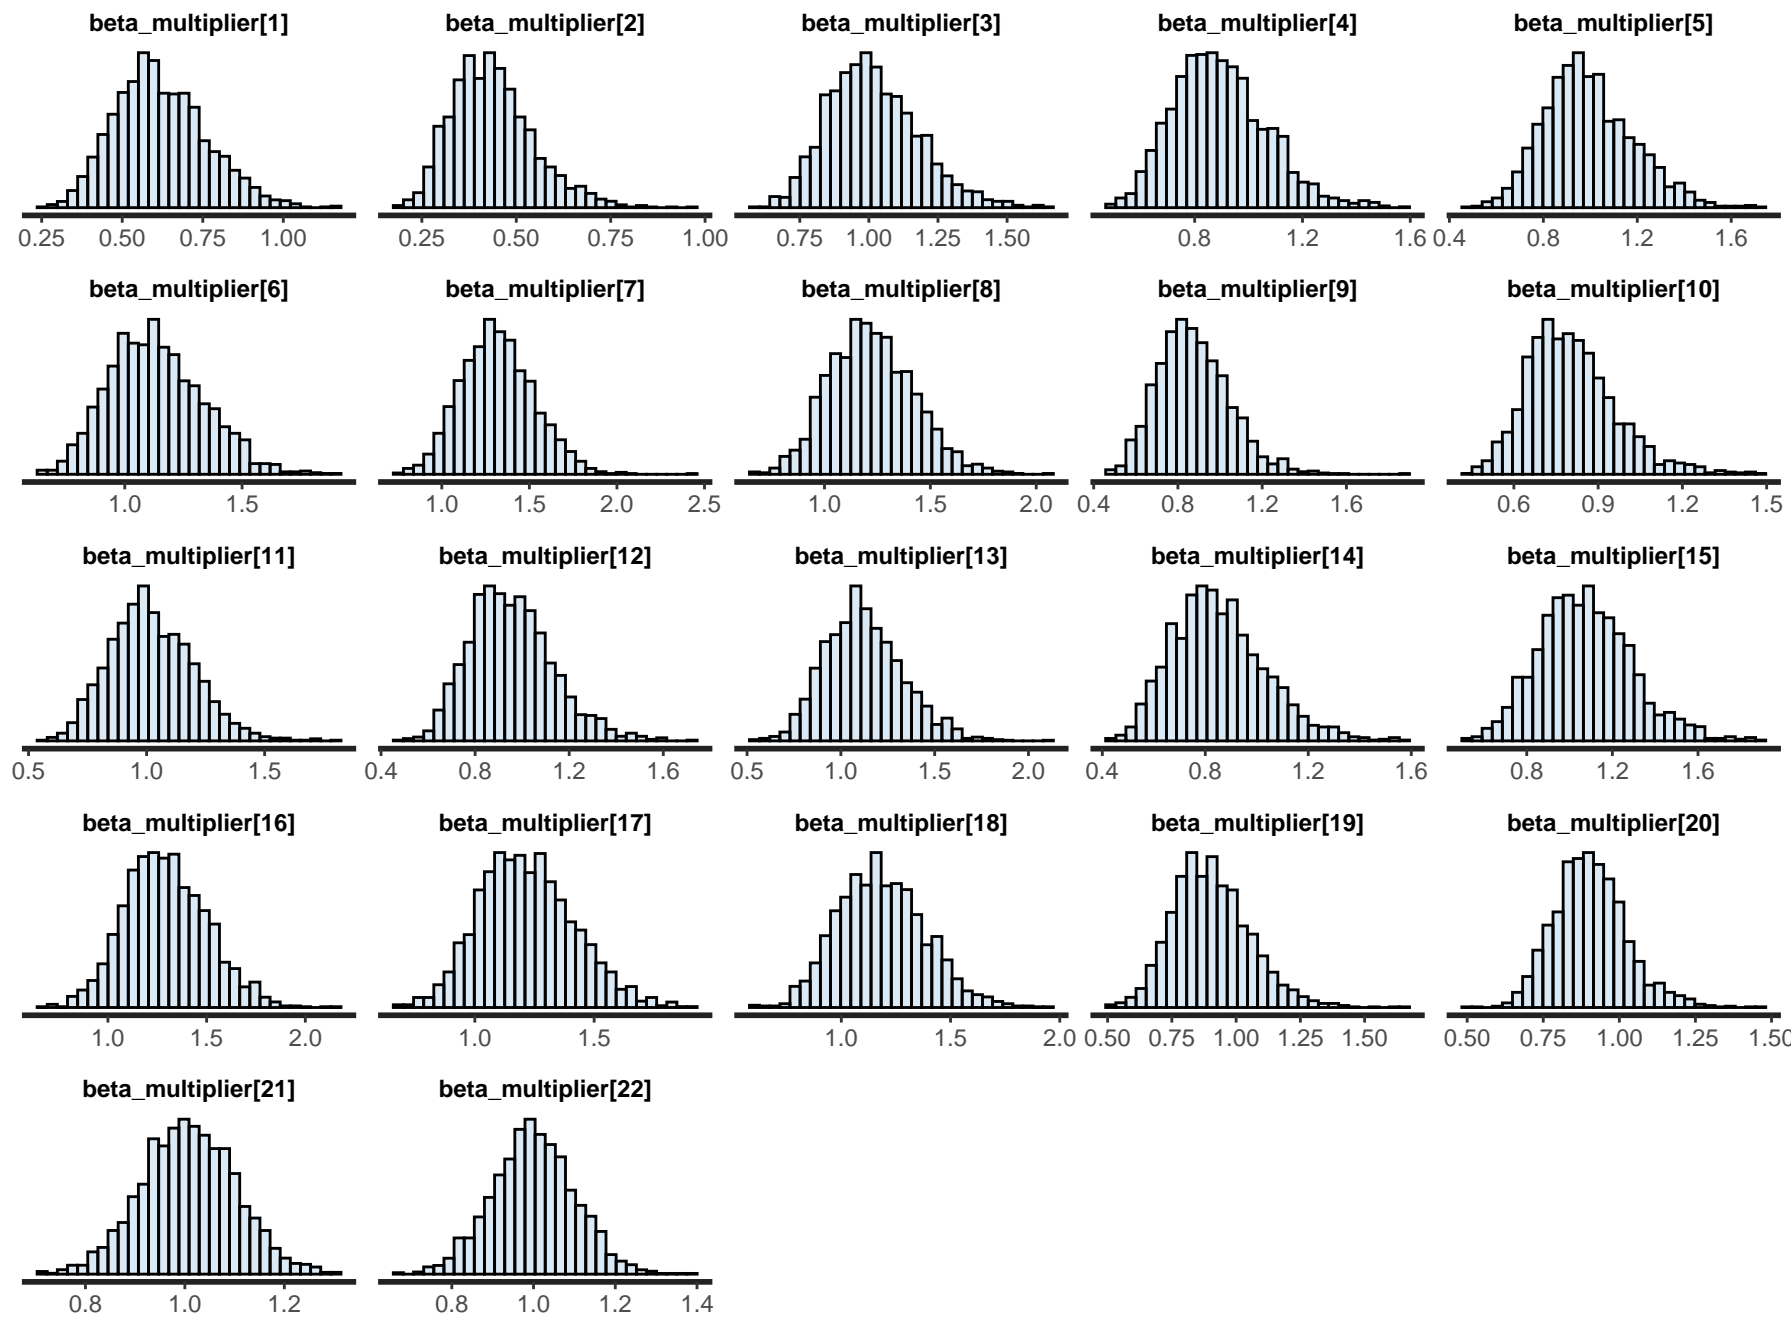 beta_multiplier[1] beta_multiplier[2] beta_multiplier[3] beta_multiplier[4] beta_multiplier[5]
0.25 0.50 0.75 1.00 0.25 0.50 0.75 1.00 0.75 1.00 1.25 1.50 0.8 1.2 1.6 0.4 0.8 1.2 1.6
beta_multiplier[6] beta_multiplier[7] beta_multiplier[8] beta_multiplier[9] beta_multiplier[10]
1.0 1.5 1.0 1.5 2.0 2.5 1.0 1.5 2.0 0.4 0.8 1.2 1.6 0.6 0.9 1.2 1.5
beta_multiplier[11] beta_multiplier[12] beta_multiplier[13] beta_multiplier[14] beta_multiplier[15]
0.5 1.0 1.5 0.4 0.8 1.2 1.6 0.5 1.0 1.5 2.0 0.4 0.8 1.2 1.6 0.8 1.2 1.6
beta_multiplier[16] beta_multiplier[17] beta_multiplier[18] beta_multiplier[19] beta_multiplier[20]
1.0 1.5 2.0 1.0 1.5 1.0 1.5 2.0 0.50 0.75 1.00 1.25 1.50 0.50 0.75 1.00 1.25 1.50
beta_multiplier[21] beta_multiplier[22]
0.8 1.0 1.2 0.8 1.0 1.2 1.4